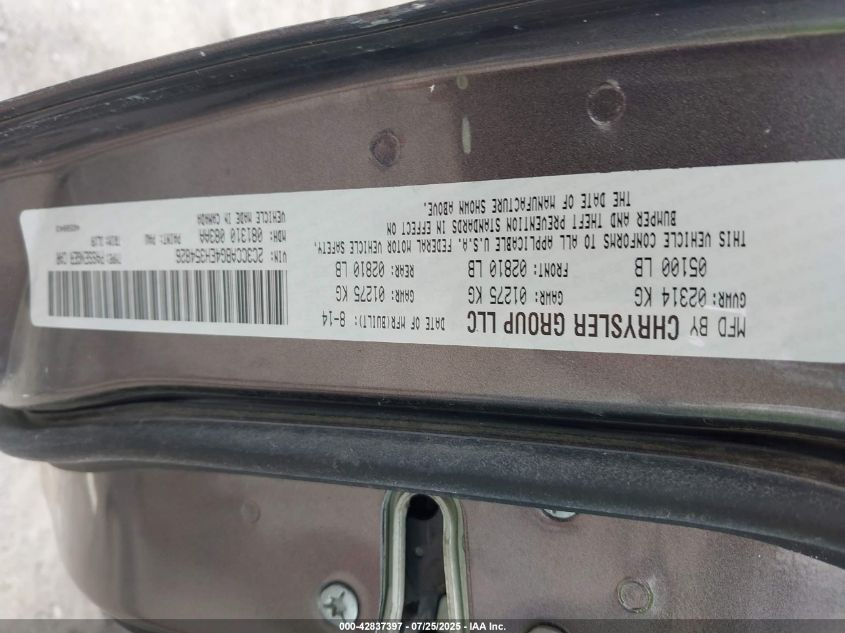 MFD BY CHRYSLER GROUP LLC
DATE OF MFR(BUILT): 8-14
GVWR: 02314 KG
GAWR: 01275 KG
GAWR: 01275 KG
05100 LB
FRONT: 02810 LB
REAR: 02810 LB
THIS VEHICLE CONFORMS TO ALL APPLICABLE U.S.A. FEDERAL MOTOR VEHICLE SAFETY,
BUMPER AND THEFT PREVENTION STANDARDS IN EFFECT ON
THE DATE OF MANUFACTURE SHOWN ABOVE.
VIN: 2C3CCABG4EH354826
TYPE: PASSENGER CAR
MDH: 081310 083AA
PAINT:
TRIM:
VEHICLE MADE IN CANADA
000-42837397 - 07/25/2025 - IAA Inc.